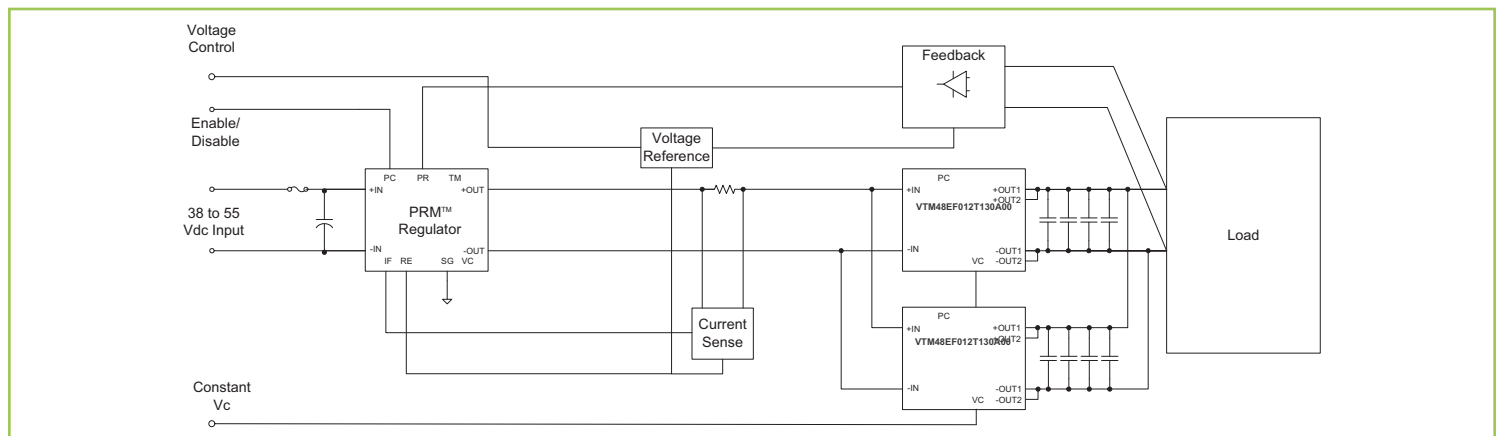 Voltage
Control
Enable/
Disable
38 to 55
Vdc Input
Constant
Vc
PC PR TM
+IN +OUT
PRM™
Regulator
-IN -OUT
IF RE SG VC
Voltage
Reference
Current
Sense
Feedback
PC
+IN +OUT1
+OUT2
VTM48EF012T130A00
-IN -OUT1
-OUT2
VC
PC
+IN +OUT1
+OUT2
VTM48EF012T130A00
-IN -OUT1
-OUT2
VC
Load